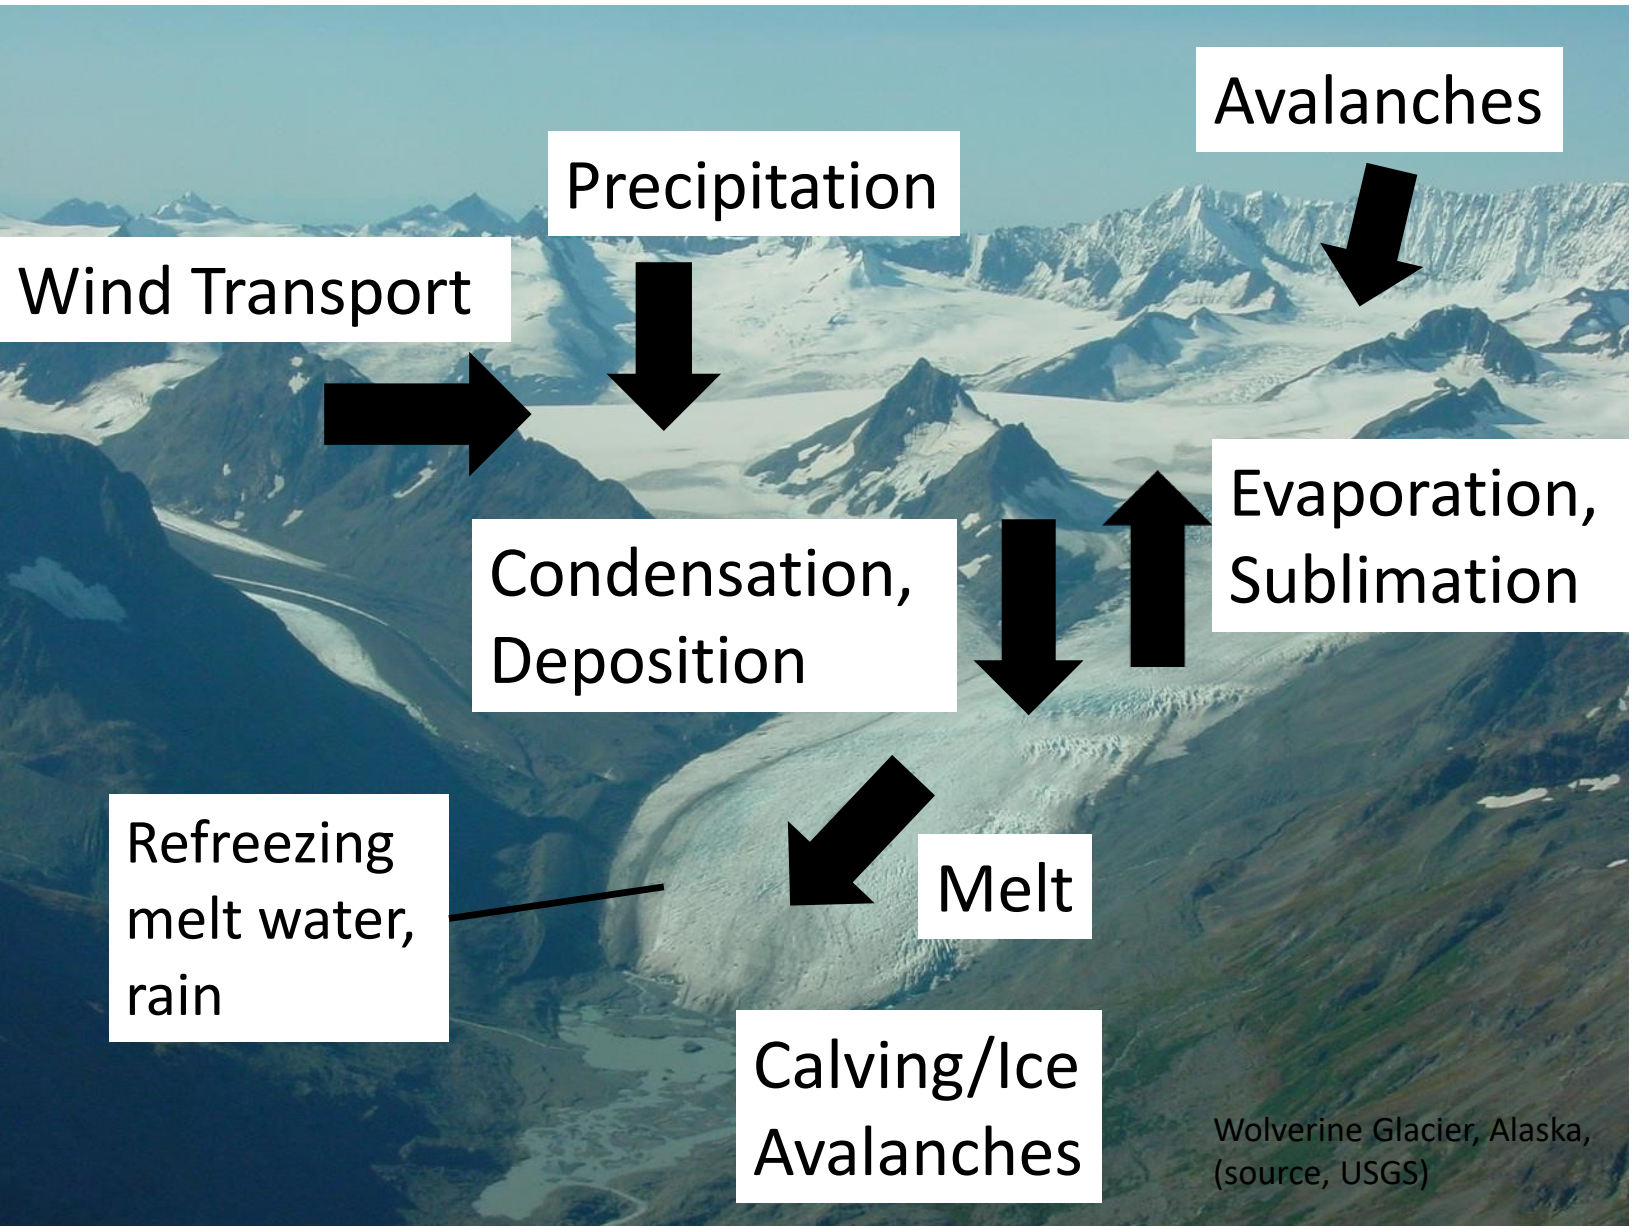 Avalanches
Precipitation
Wind Transport
Evaporation,
Sublimation
Condensation,
Deposition
Refreezing
melt water,
rain
Melt
Calving/Ice
Avalanches
Wolverine Glacier, Alaska,
(source, USGS)